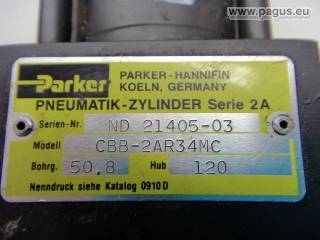 © www.pagus.eu
Parker
PARKER-HANNIFIN
KOELN, GERMANY
PNEUMATIK-ZYLINDER Serie 2A
Serien-Nr. ND 21405-03
Modell CBB-2AR34MC
Bohrg. 50,8 Hub 120
Nenndruck siehe Katalog 0910D